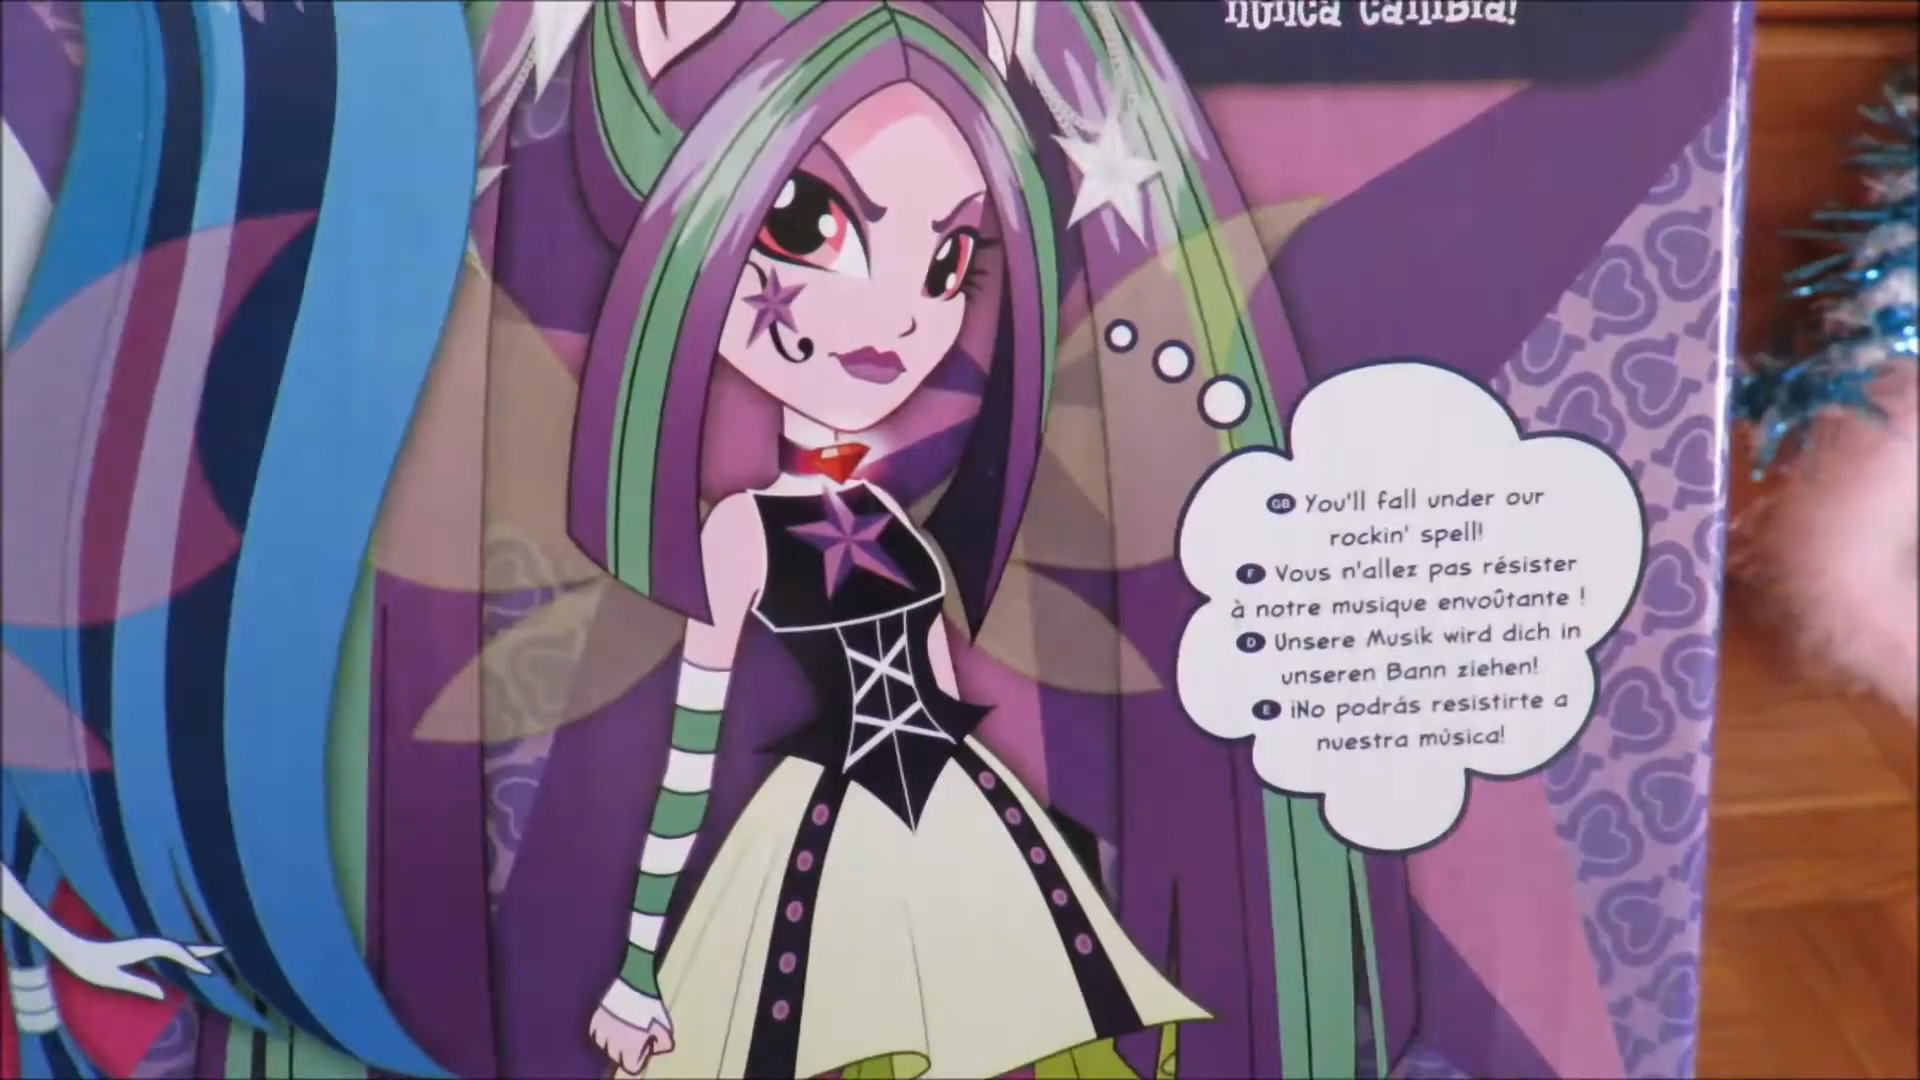 nunca cambia!
GB You'll fall under our
rockin' spell!
F Vous n'allez pas résister
à notre musique envoûtante !
D Unsere Musik wird dich in
unseren Bann ziehen!
E ¡No podrás resistirte a
nuestra música!